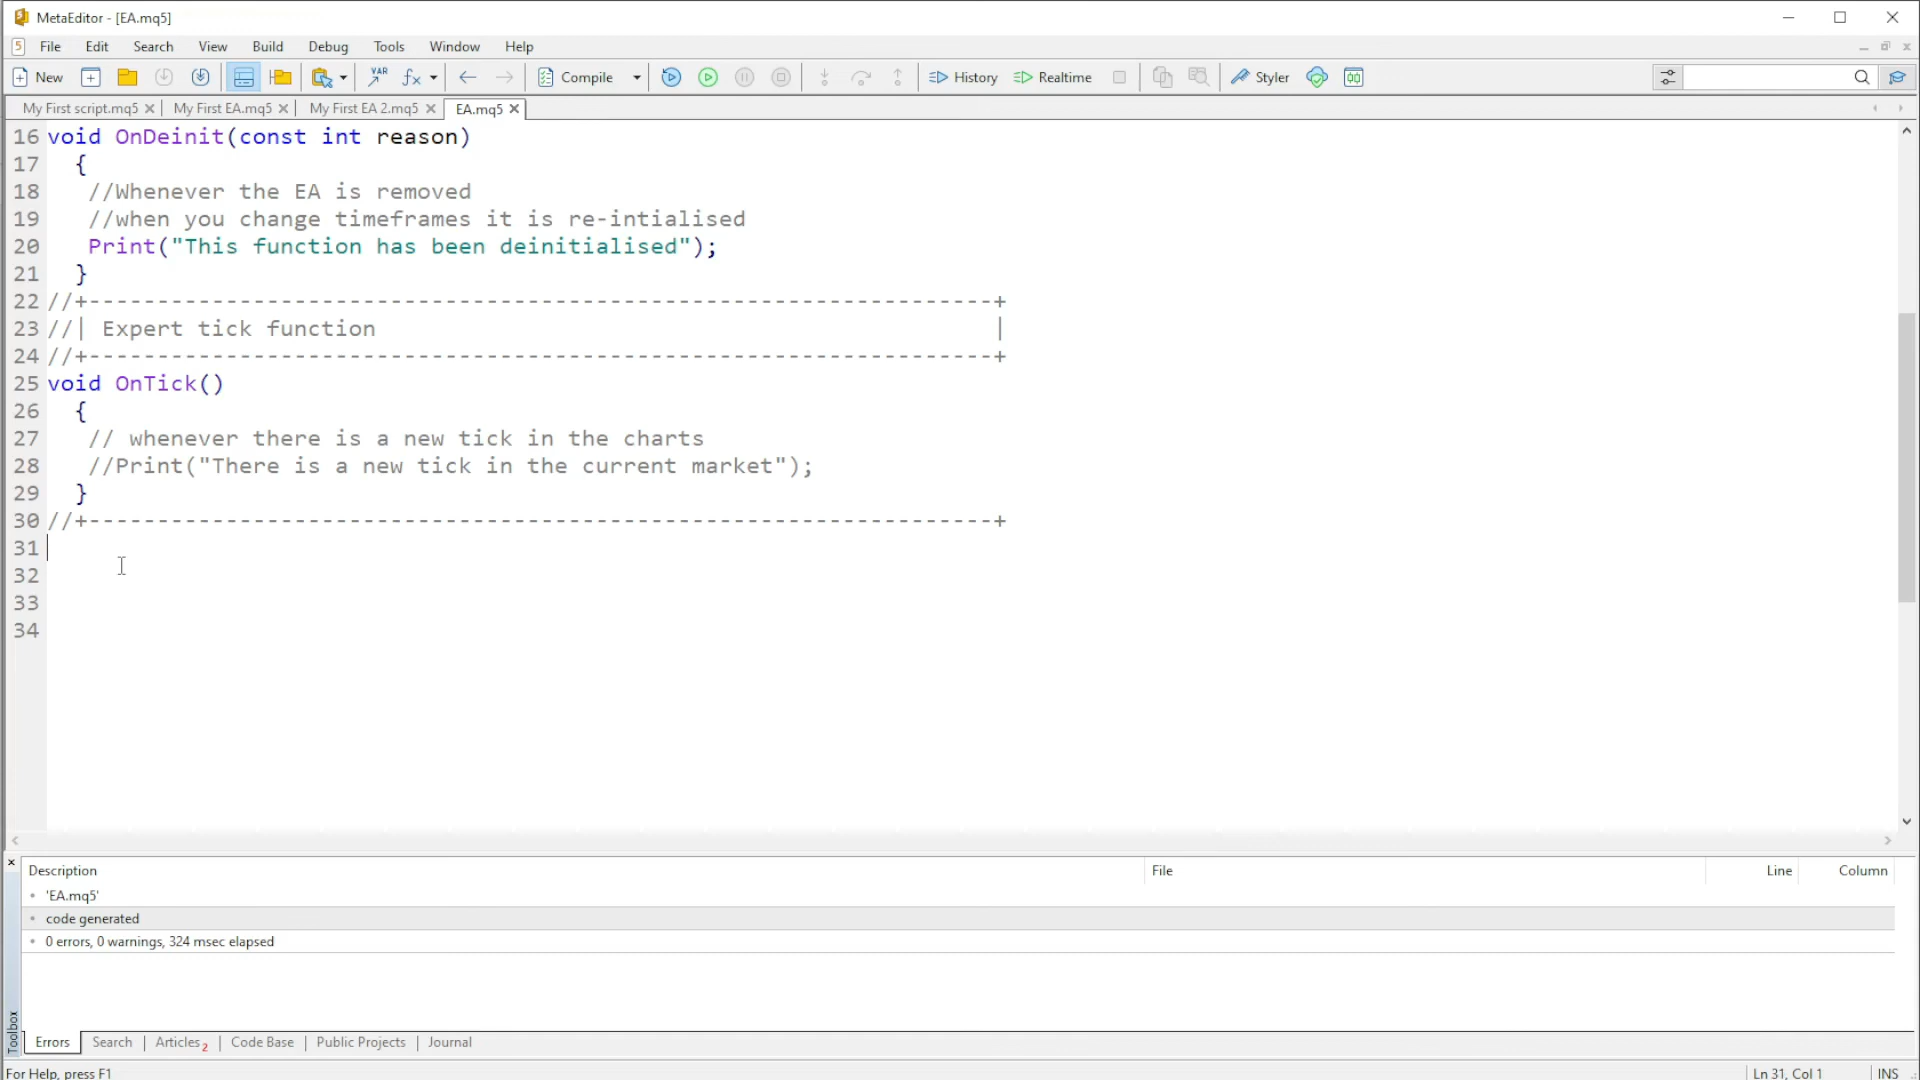 MetaEditor - [EA.mq5]
5 File Edit Search View Build Debug Tools Window Help
New VAR fx Compile History Realtime Styler
My First script.mq5 My First EA.mq5 My First EA 2.mq5 EA.mq5
16 void OnDeinit(const int reason)
17 {
18 //Whenever the EA is removed
19 //when you change timeframes it is re-intialised
20 Print("This function has been deinitialised");
21 }
22 //+------------------------------------------------------------------+
23 //| Expert tick function |
24 //+------------------------------------------------------------------+
25 void OnTick()
26 {
27 // whenever there is a new tick in the charts
28 //Print("There is a new tick in the current market");
29 }
30 //+------------------------------------------------------------------+
31
32
33
34
Description File Line Column
'EA.mq5'
code generated
0 errors, 0 warnings, 324 msec elapsed
Toolbox
Errors Search Articles 2 Code Base Public Projects Journal
For Help, press F1 Ln 31, Col 1 INS